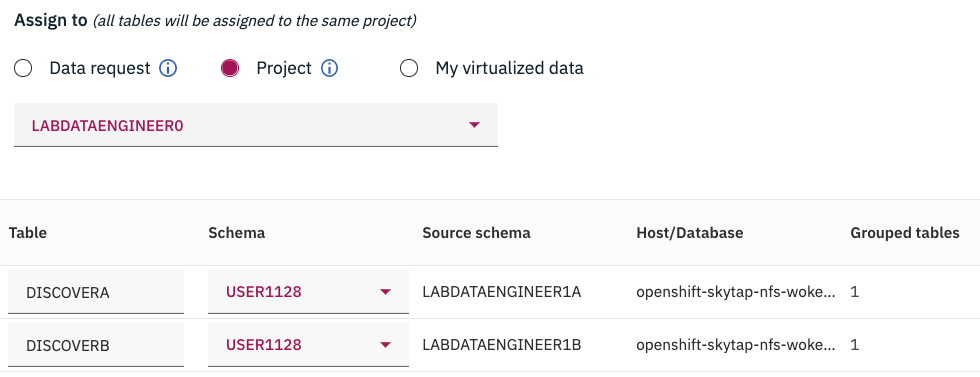 Assign to (all tables will be assigned to the same project)
Data request Project My virtualized data
LABDATAENGINEER0
Table Schema Source schema Host/Database Grouped tables
DISCOVERA USER1128 LABDATAENGINEER1A openshift-skytap-nfs-woke... 1
DISCOVERB USER1128 LABDATAENGINEER1B openshift-skytap-nfs-woke... 1